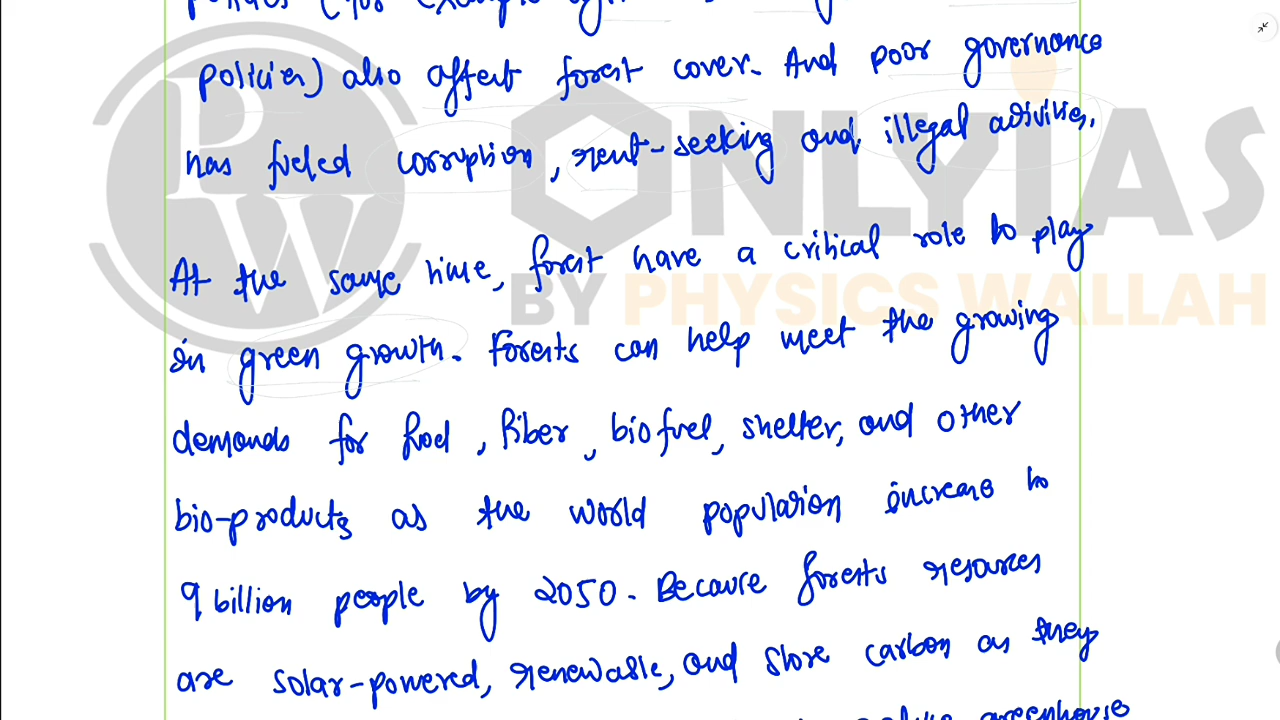 policies) also affect forest cover. And poor governance
has fueled corruption, rent-seeking and illegal activities.
At the same time, forest have a critical role to play
in green growth. Forests can help meet the growing
demands for food, fiber, biofuel, shelter, and other
bio-products as the world population increase to
9 billion people by 2050. Because forests resources
are solar-powered, renewable, and store carbon as they
greenhouse
PW
ONLYIAS
BY PHYSICS WALLAH